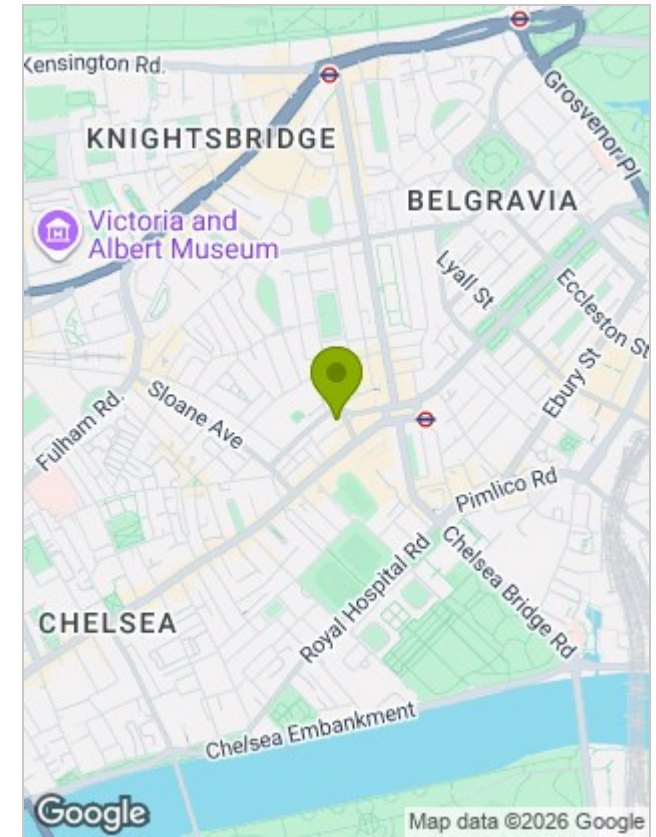 Kensington Rd.
KNIGHTSBRIDGE
Grosvenor Pl
BELGRAVIA
Victoria and
Albert Museum
Lyall St
Eccleston St
Ebury St
Sloane Ave
Fulham Rd.
Pimlico Rd
Royal Hospital Rd
Chelsea Bridge Rd
CHELSEA
Chelsea Embankment
Google
Map data ©2026 Google